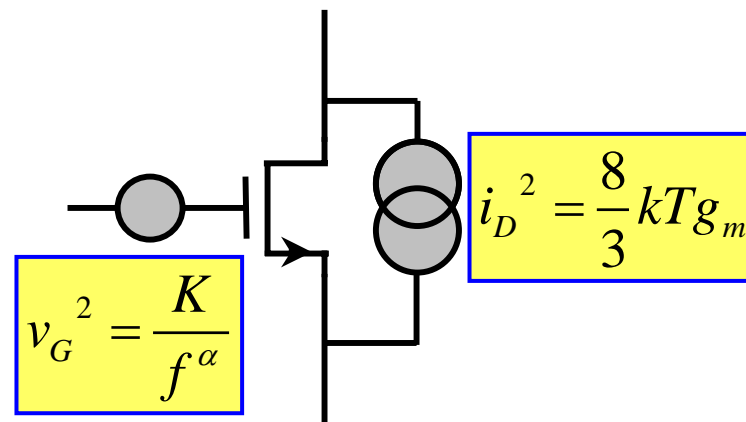 i_D^2 = 8/3 kTg_m
v_G^2 = K/f^α